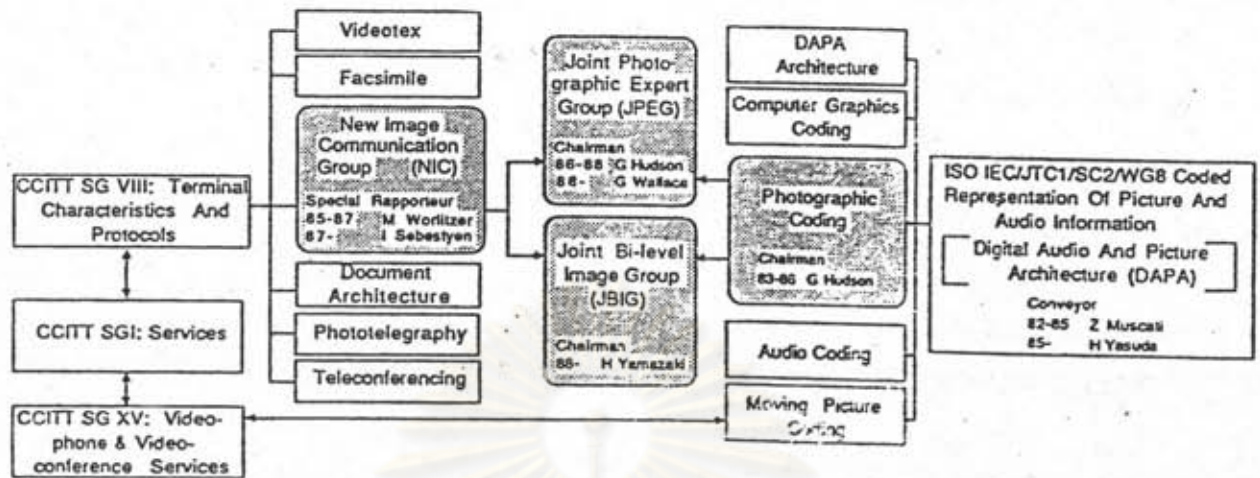 CCITT SG VIII: Terminal
Characteristics And
Protocols
CCITT SGI: Services
CCITT SG XV: Video-
phone & Video-
conference Services
Videotex
Facsimile
New Image
Communication
Group (NIC)
Special Rapporteur
85-87 M Worlitzer
87- I Sebestyen
Document
Architecture
Phototelegraphy
Teleconferencing
Joint Photo-
graphic Expert
Group (JPEG)
Chairman
86-88 G Hudson
88- G Wallace
Joint Bi-level
Image Group
(JBIG)
Chairman
88- H Yamazaki
DAPA
Architecture
Computer Graphics
Coding
Photographic
Coding
Chairman
83-86 G Hudson
Audio Coding
Moving Picture
Coding
ISO IEC/JTC1/SC2/WG8 Coded
Representation Of Picture And
Audio Information
Digital Audio And Picture
Architecture (DAPA)
Conveyor
82-85 Z Muscati
85- H Yasuda